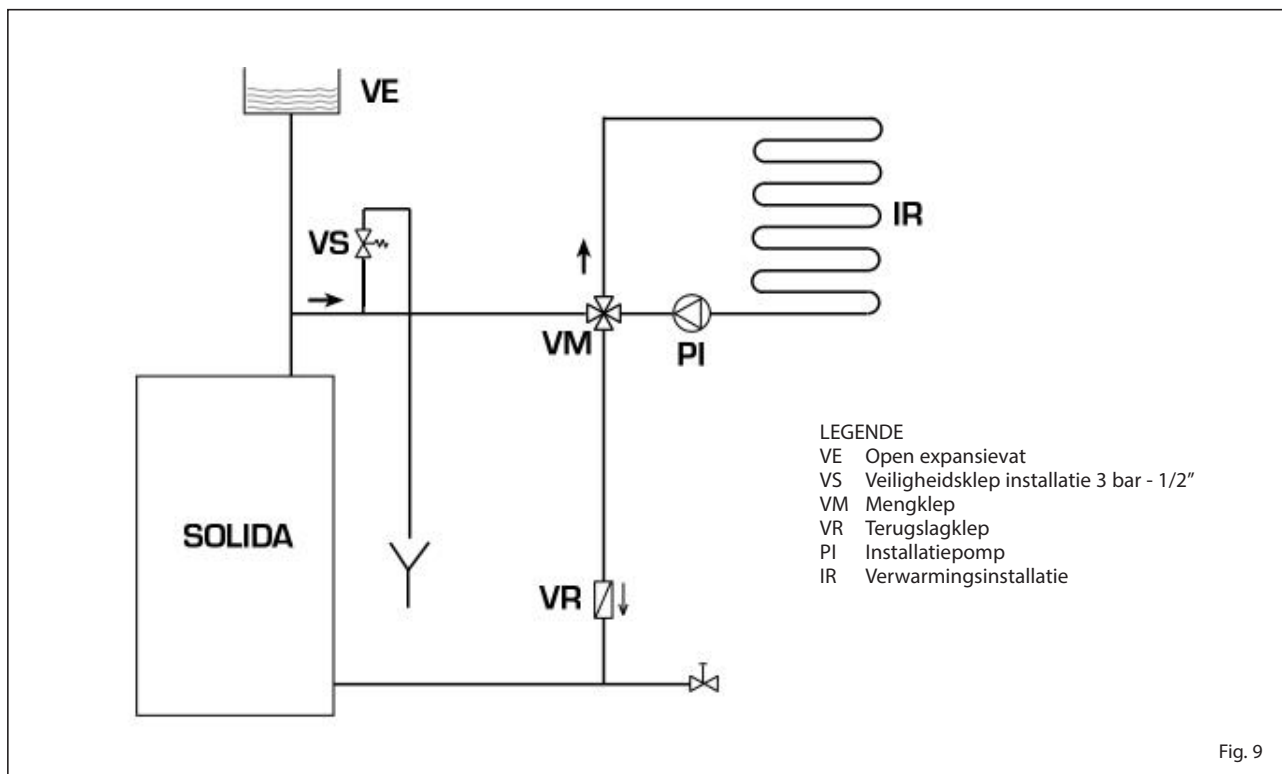 VE
VS
IR
VM
PI
SOLIDA
VR
LEGENDE
VE Open expansievat
VS Veiligheidsklep installatie 3 bar - 1/2”
VM Mengklep
VR Terugslagklep
PI Installatiepomp
IR Verwarmingsinstallatie
Fig. 9